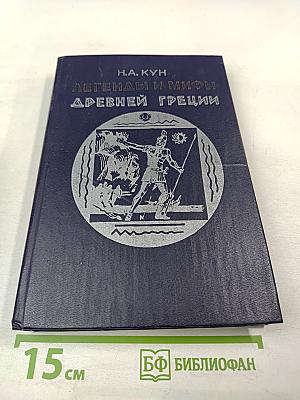 Н.А. КУН
ЛЕГЕНДЫ И МИФЫ
ДРЕВНЕЙ ГРЕЦИИ
15 см
БФ БИБЛИОФАН